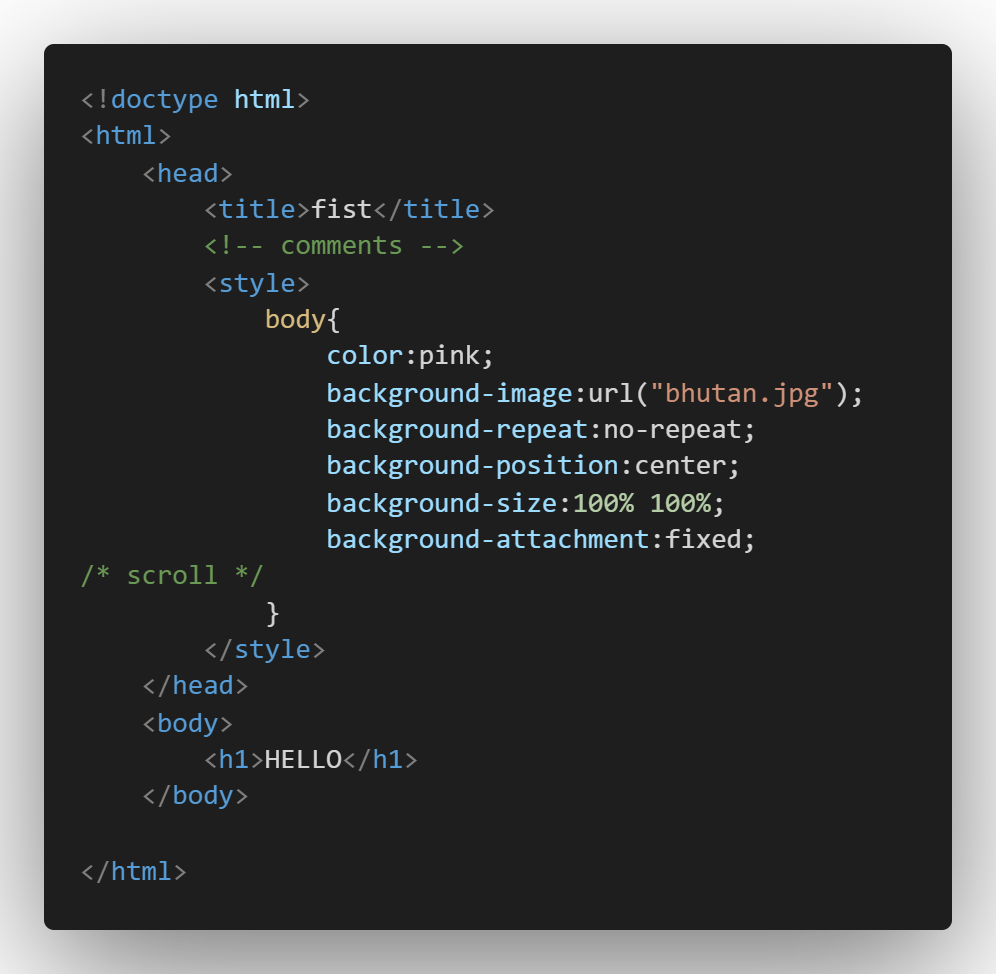 <!doctype html>
<html>
    <head>
        <title>fist</title>
        <!-- comments -->
        <style>
            body{
                color:pink;
                background-image:url("bhutan.jpg");
                background-repeat:no-repeat;
                background-position:center;
                background-size:100% 100%;
                background-attachment:fixed;
/* scroll */
            }
        </style>
    </head>
    <body>
        <h1>HELLO</h1>
    </body>

</html>